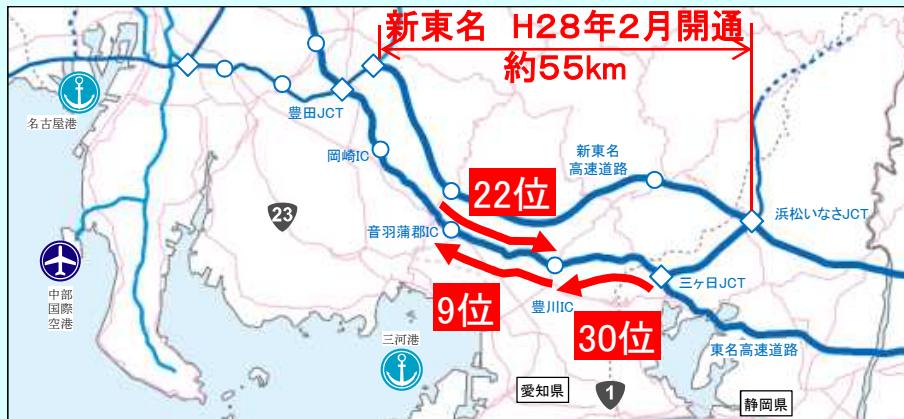 新東名 H28年2月開通
約55km
名古屋港
豊田JCT
岡崎IC
新東名
高速道路
22位
23
音羽蒲郡IC
浜松いなさJCT
中部
国際
空港
9位
豊川IC
三ヶ日JCT
30位
三河港
東名高速道路
愛知県
1
静岡県